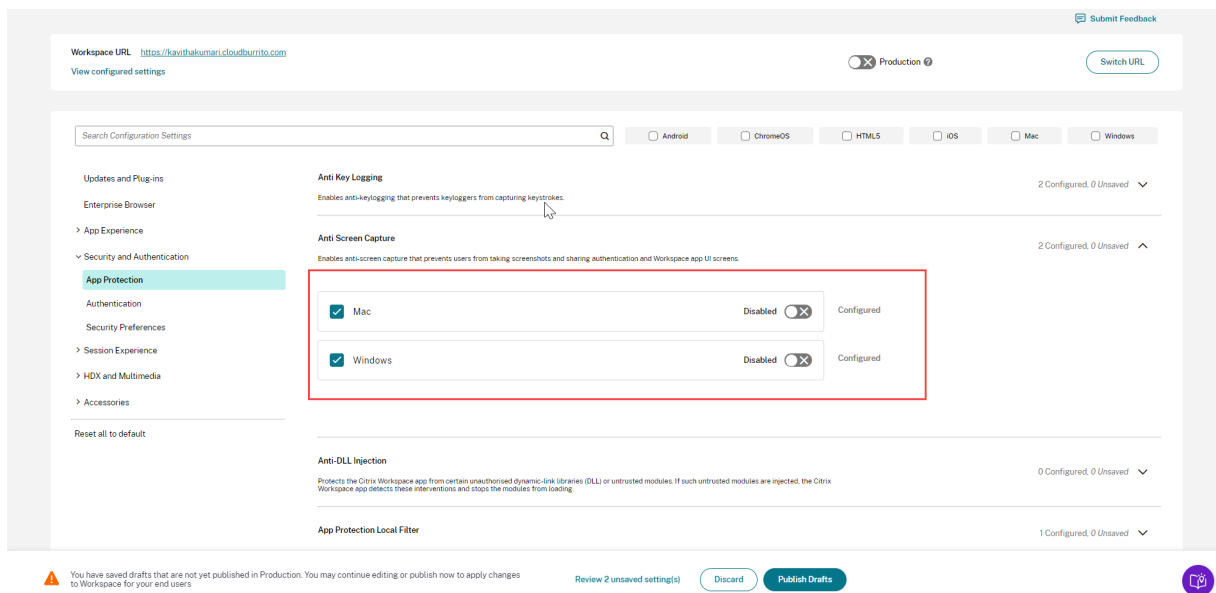 Submit Feedback
Workspace URL https://kavithakumari.cloudburrito.com
View configured settings
Production
Switch URL
Search Configuration Settings
Android
ChromeOS
HTML5
iOS
Mac
Windows
Updates and Plug-ins
Enterprise Browser
App Experience
Security and Authentication
App Protection
Authentication
Security Preferences
Session Experience
HDX and Multimedia
Accessories
Reset all to default
Anti Key Logging
2 Configured, 0 Unsaved
Enables anti-keylogging that prevents keyloggers from capturing keystrokes.
Anti Screen Capture
2 Configured, 0 Unsaved
Enables anti-screen capture that prevents users from taking screenshots and sharing authentication and Workspace app UI screens.
Mac Disabled Configured
Windows Disabled Configured
Anti-DLL Injection
0 Configured, 0 Unsaved
Protects the Citrix Workspace app from certain unauthorised dynamic-link libraries (DLL) or untrusted modules. If such untrusted modules are injected, the Citrix
Workspace app detects these interventions and stops the modules from loading.
App Protection Local Filter
1 Configured, 0 Unsaved
You have saved drafts that are not yet published in Production. You may continue editing or publish now to apply changes
to Workspace for your end users
Review 2 unsaved setting(s)
Discard
Publish Drafts